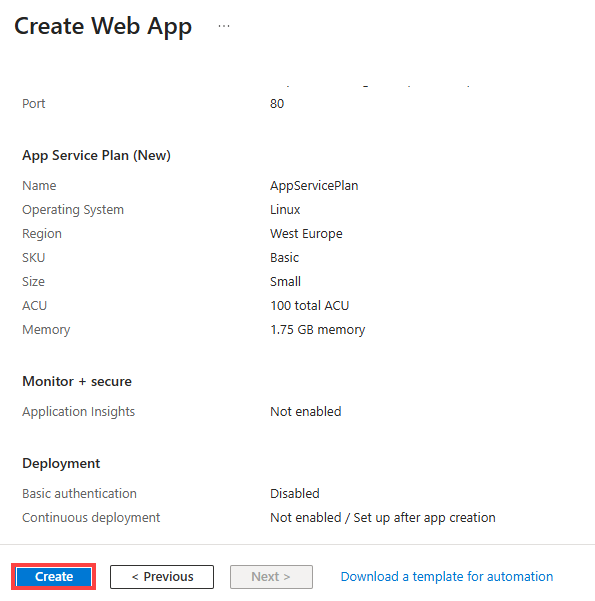 Create Web App ...
Port 80
App Service Plan (New)
Name AppServicePlan
Operating System Linux
Region West Europe
SKU Basic
Size Small
ACU 100 total ACU
Memory 1.75 GB memory
Monitor + secure
Application Insights Not enabled
Deployment
Basic authentication Disabled
Continuous deployment Not enabled / Set up after app creation
Create < Previous Next > Download a template for automation